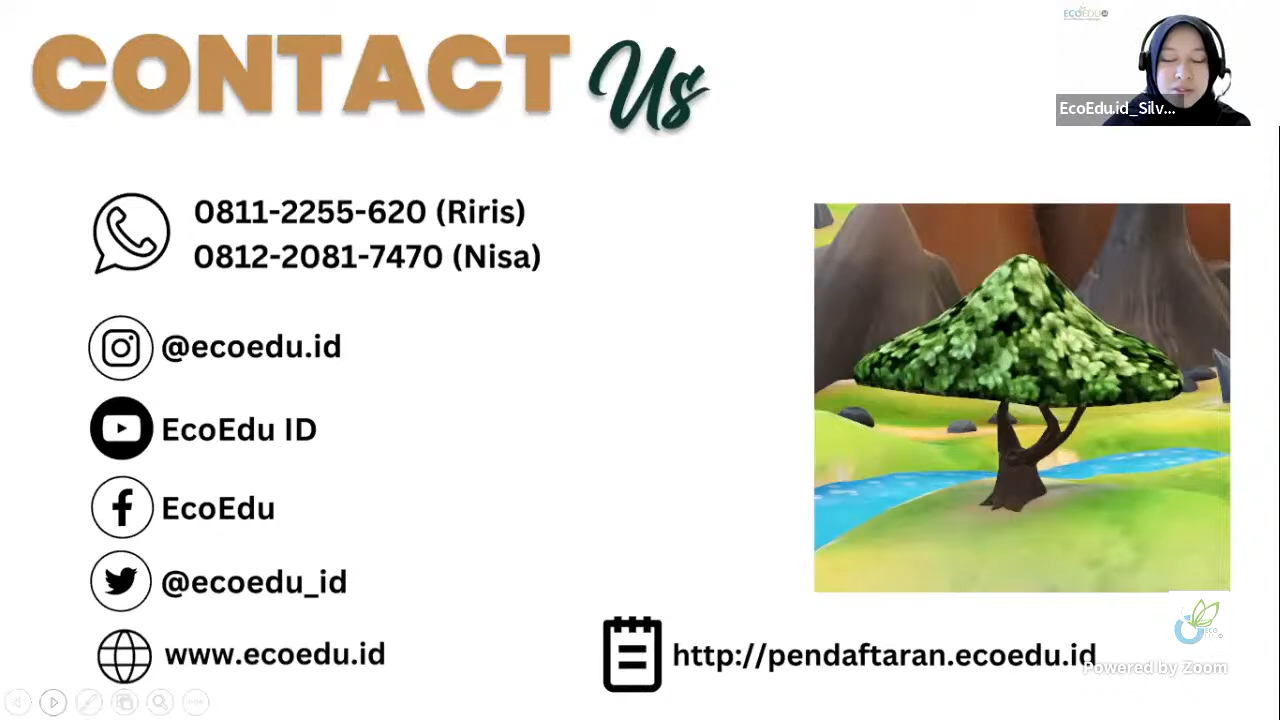 CONTACT Us
EcoEdu.id_Silv...
0811-2255-620 (Riris)
0812-2081-7470 (Nisa)
@ecoedu.id
EcoEdu ID
EcoEdu
@ecoedu_id
www.ecoedu.id
http://pendaftaran.ecoedu.id
Powered by Zoom